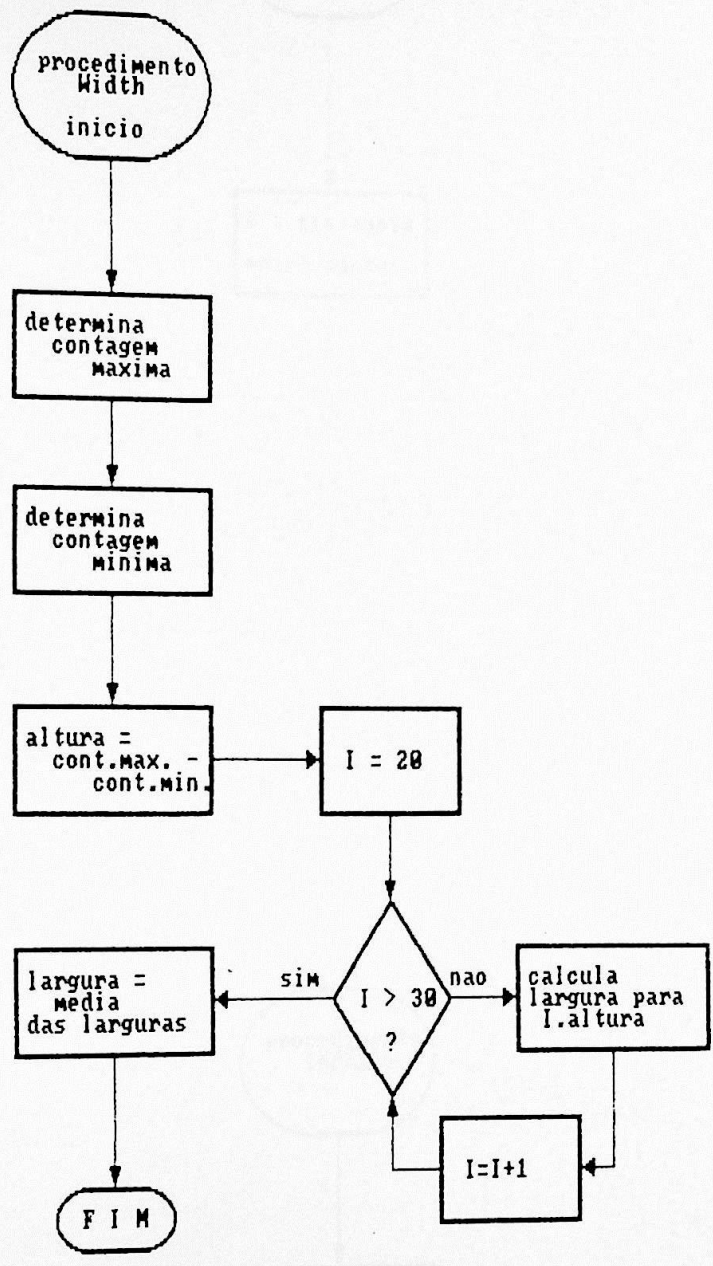 procedimento
Width
inicio
determina
contagem
maxima
determina
contagem
minima
altura =
cont.max. -
cont.min.
I = 20
I > 30
?
sim
nao
calcula
largura para
I.altura
I=I+1
largura =
media
das larguras
F I M